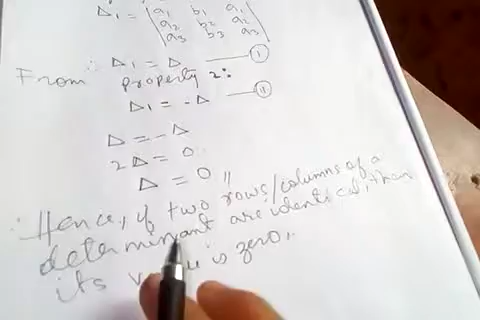 Δ₁ = | a₁ b₁ a₁ |
| a₂ b₂ a₂ |
| a₃ b₃ a₃ |
Δ₁ = Δ — (i)
From property 2:
Δ₁ = -Δ — (ii)
Δ = -Δ
2Δ = 0
Δ = 0 //
∴ Hence, if two rows/columns of a
determinant are identical, then
its is zero.